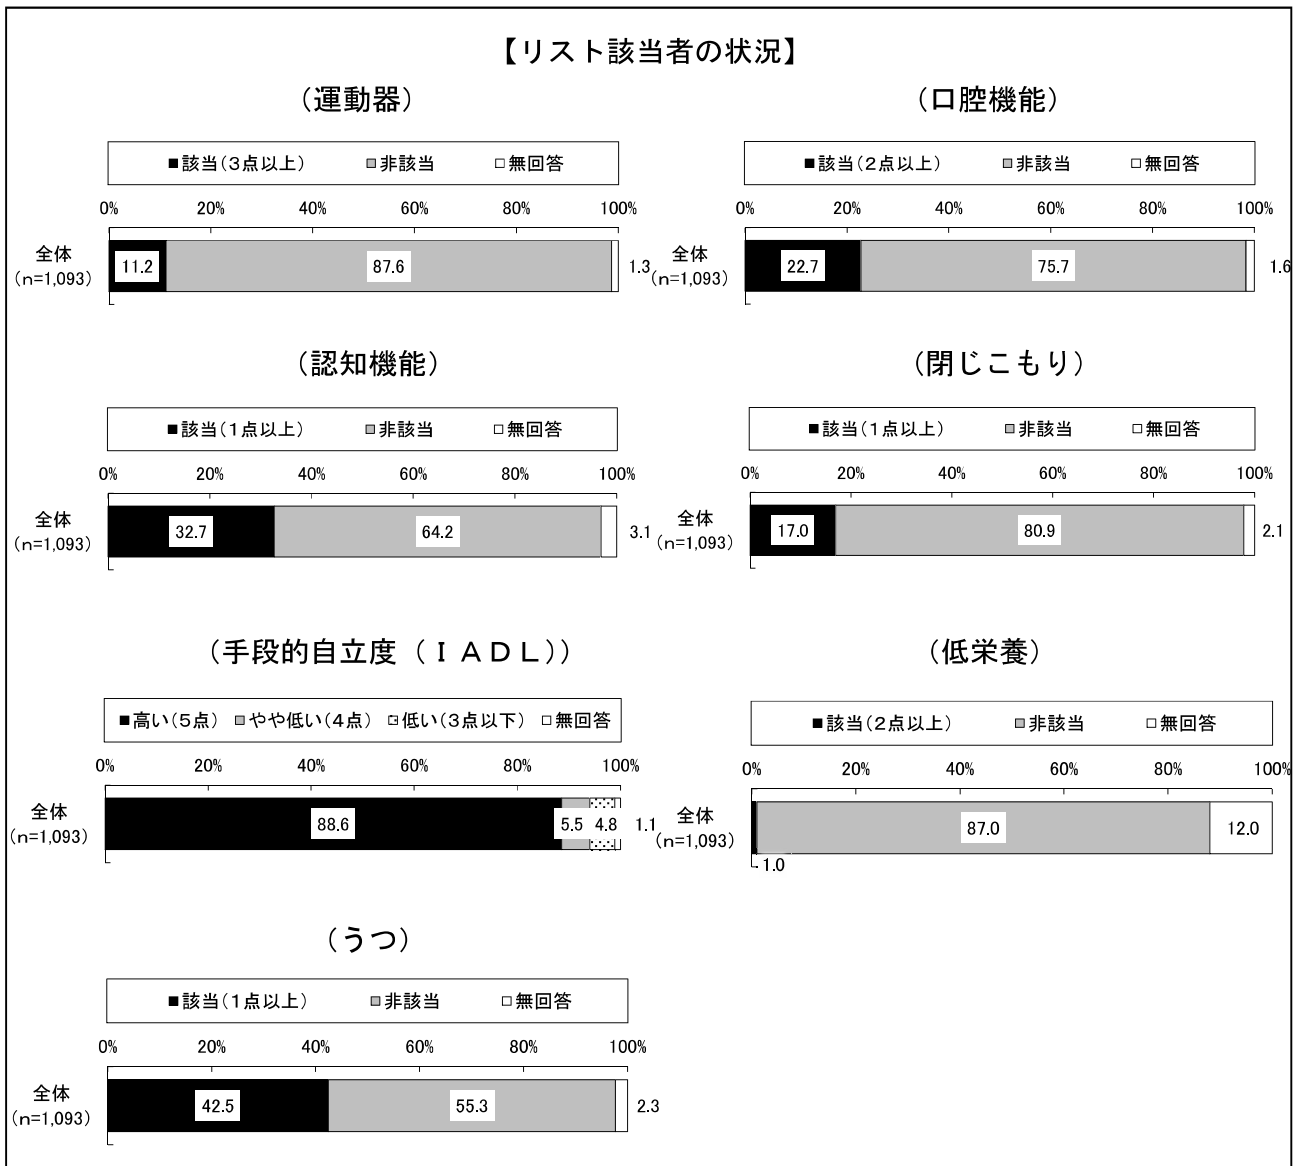 【リスト該当者の状況】
（運動器）
■該当（3点以上） □非該当 □無回答
0% 20% 40% 60% 80% 100%
全体
（n=1,093）
11.2 87.6 1.3
（口腔機能）
■該当（2点以上） □非該当 □無回答
0% 20% 40% 60% 80% 100%
全体
（n=1,093）
22.7 75.7 1.6
（認知機能）
■該当（1点以上） □非該当 □無回答
0% 20% 40% 60% 80% 100%
全体
（n=1,093）
32.7 64.2 3.1
（閉じこもり）
■該当（1点以上） □非該当 □無回答
0% 20% 40% 60% 80% 100%
全体
（n=1,093）
17.0 80.9 2.1
（手段的自立度（ＩＡＤＬ））
■高い（5点） □やや低い（4点） □低い（3点以下） □無回答
0% 20% 40% 60% 80% 100%
全体
（n=1,093）
88.6 5.5 4.8 1.1
（低栄養）
■該当（2点以上） □非該当 □無回答
0% 20% 40% 60% 80% 100%
全体
（n=1,093）
87.0 12.0
1.0
（うつ）
■該当（1点以上） □非該当 □無回答
0% 20% 40% 60% 80% 100%
全体
（n=1,093）
42.5 55.3 2.3